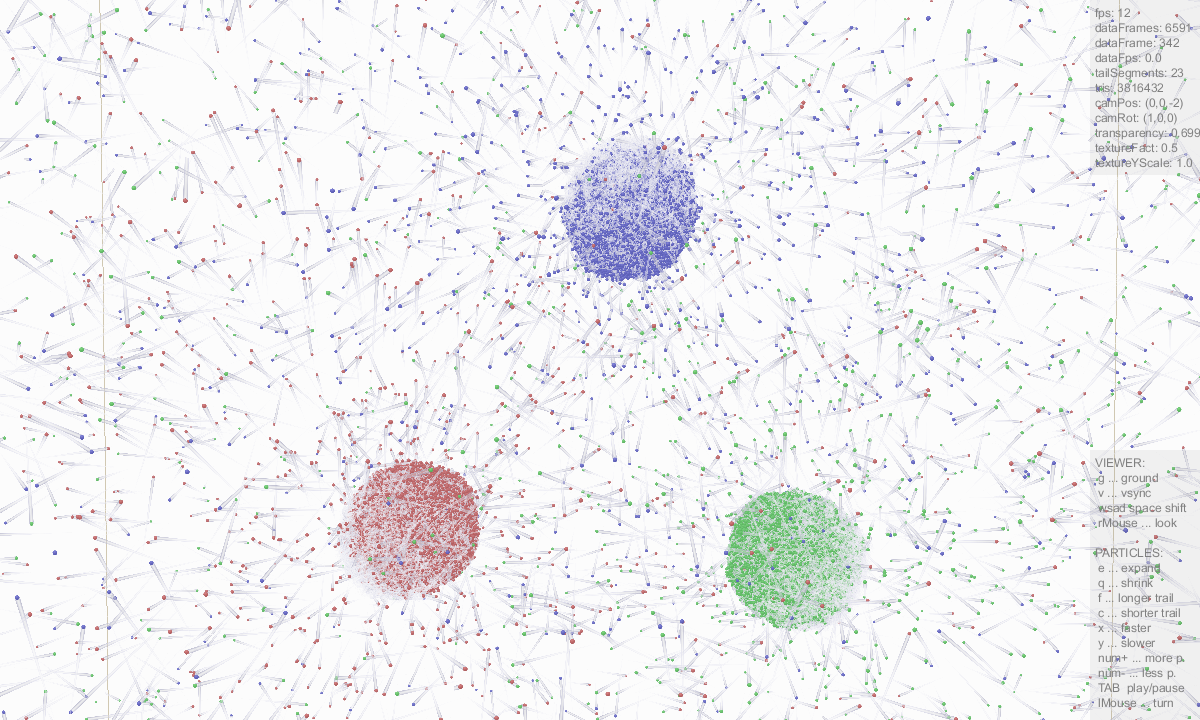 fps: 12
dataFrames: 6591
dataFrame: 342
dataFps: 0.0
tailSegments: 23
tris: 3816432
camPos: (0,0,-2)
camRot: (1,0,0)
transparency: 0.699
textureFact: 0.5
textureYScale: 1.0
VIEWER:
g ... ground
v ... vsync
wsad space shift
rMouse ... look
PARTICLES:
e ... expand
q ... shrink
f ... longer trail
c ... shorter trail
x ... faster
y ... slower
num+ ... more p.
num- ... less p.
TAB play/pause
lMouse ... turn